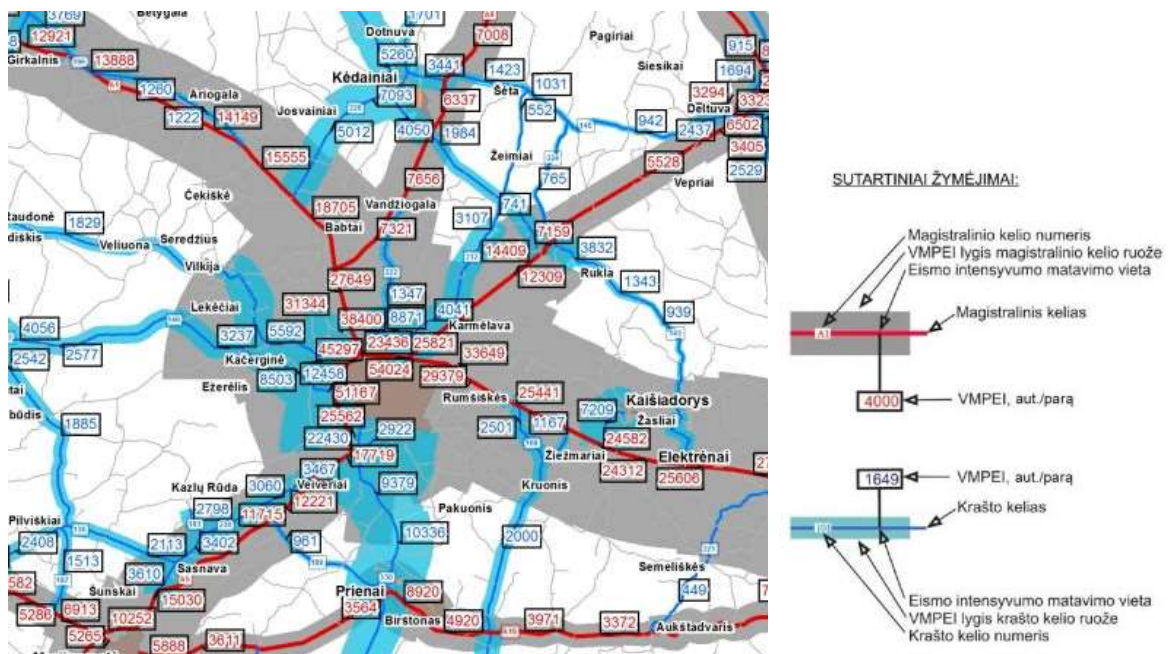 3769
Betygala
12921
Girkalnis
13888
1260
Ariogala
1222
14149
15555
Josvainiai
5012
1701
Dotnuva
5260
Kėdainiai
7093
3441
7008
6337
4050
1984
Pagiriai
1423
Šėta
1031
552
Siesikai
915
1694
3294
Deltuva
6502
3405
2529
942
2437
5528
Vepriai
Žeimiai
765
7656
Čekiškė
18705
Babtai
Vandžiogala
7321
3107
741
14409
7159
3832
Rukla
12309
1343
939
1829
Veliuona
Seredžius
Vilkija
27649
31344
1347
Lekėčiai
38400
8871
4041
Karmėlava
4056
2542
2577
3237
5592
45297
23436
25821
33649
Kačerginė
12458
54024
29379
Ežerėlis
8503
51167
Rumšiškės
25441
Kaišiadorys
7209
Žasliai
25562
1885
22430
2922
2501
1167
24582
Žiežmariai
24312
Elektrėnai
25606
17719
3467
Kazlų Rūda
3060
Veiveriai
9379
Kruonis
2798
12221
11715
Pakuonis
Pilviškiai
2408
2113
3402
961
10336
2000
1513
3610
Sasnava
Semeliškės
449
582
Šunskai
15030
Prienai
8920
5286
6913
10252
3564
Birštonas
4920
3971
3372
Aukštadvaris
5265
5888
3611
SUTARTINIAI ŽYMĖJIMAI:
Magistralinio kelio numeris
VMPEI lygis magistralinio kelio ruože
Eismo intensyvumo matavimo vieta
A1
Magistralinis kelias
4000
VMPEI, aut./parą
1649
VMPEI, aut./parą
Krašto kelias
Eismo intensyvumo matavimo vieta
VMPEI lygis krašto kelio ruože
Krašto kelio numeris